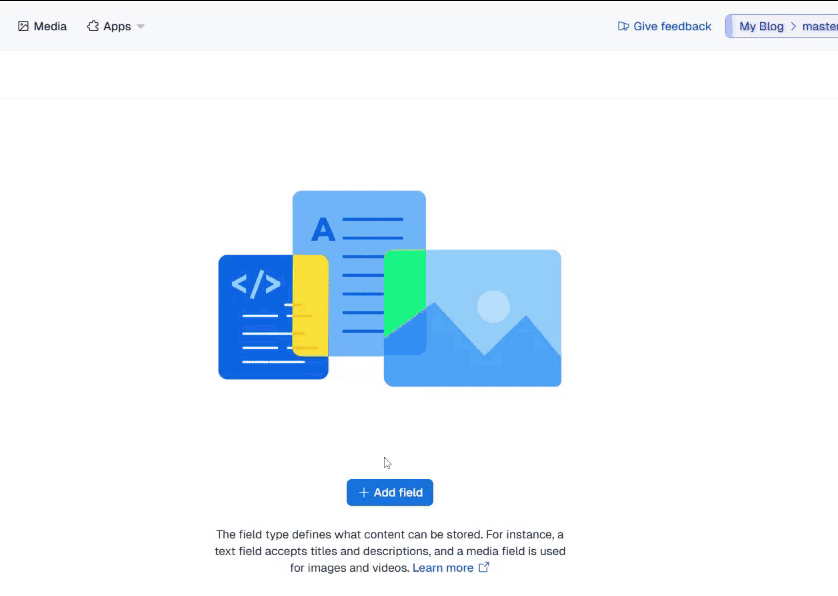 Media Apps Give feedback My Blog > master
A
</>
+ Add field
The field type defines what content can be stored. For instance, a
text field accepts titles and descriptions, and a media field is used
for images and videos. Learn more